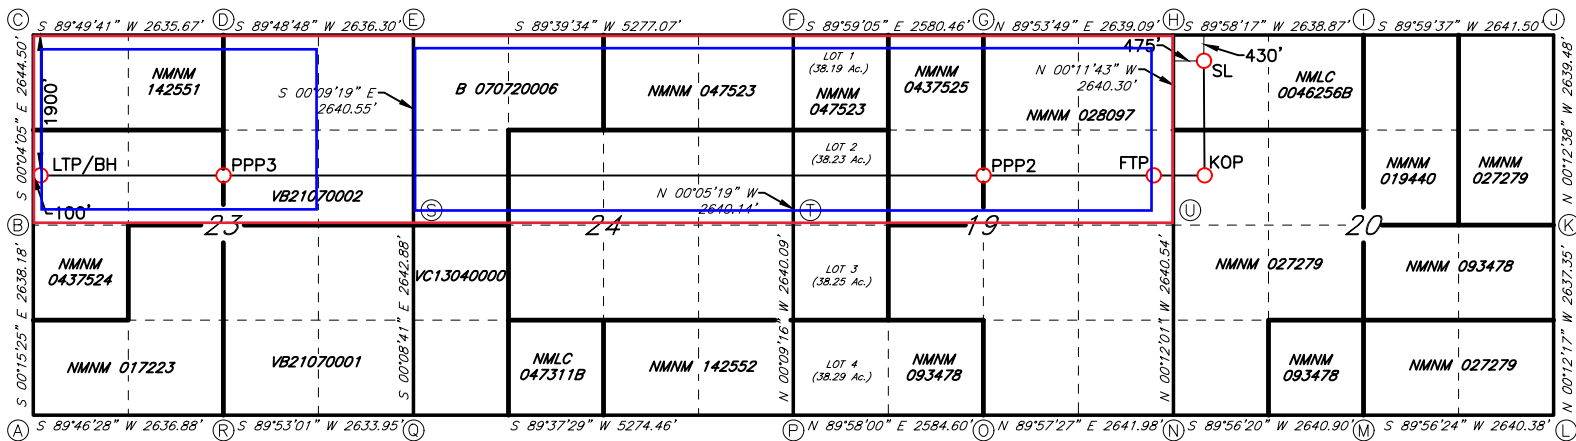 C S 89°49'41" W 2635.67' D S 89°48'48" W 2636.30' E S 89°39'34" W 5277.07' F S 89°59'05" E 2580.46' G N 89°53'49" E 2639.09' H S 89°58'17" W 2638.87' I S 89°59'37" W 2641.50' J
S 00°04'05" E 2644.50'
1900'
NMNM
142551
S 00°09'19" E
2640.55'
B 070720006
NMNM 047523
LOT 1
(38.19 Ac.)
NMNM
047523
NMNM
0437525
N 00°11'43" W
2640.30'
NMNM 028097
475'
430'
SL
NMLC
0046256B
N 00°12'38" W 2639.48'
LOT 2
(38.23 Ac.)
LTP/BH
PPP3
PPP2
FTP
KOP
NMNM
019440
NMNM
027279
100'
VB21070002
N 00°05'19" W
2640.14'
S
T
U
B
23
24
19
20
K
S 00°15'25" E 2638.18'
NMNM
0437524
S 00°08'41" E 2642.88'
VC13040000
N 00°09'16" W 2640.09'
LOT 3
(38.25 Ac.)
N 00°12'01" W 2640.54'
NMNM 027279
NMNM 093478
N 00°12'17" W 2637.35'
NMNM 017223
VB21070001
NMLC
047311B
NMNM 142552
LOT 4
(38.29 Ac.)
NMNM
093478
NMNM
093478
NMNM 027279
A S 89°46'28" W 2636.88' R S 89°53'01" W 2633.95' Q S 89°37'29" W 5274.46' P N 89°58'00" E 2584.60' O N 89°57'27" E 2641.98' N S 89°56'20" W 2640.90' M S 89°56'24" W 2640.38' L